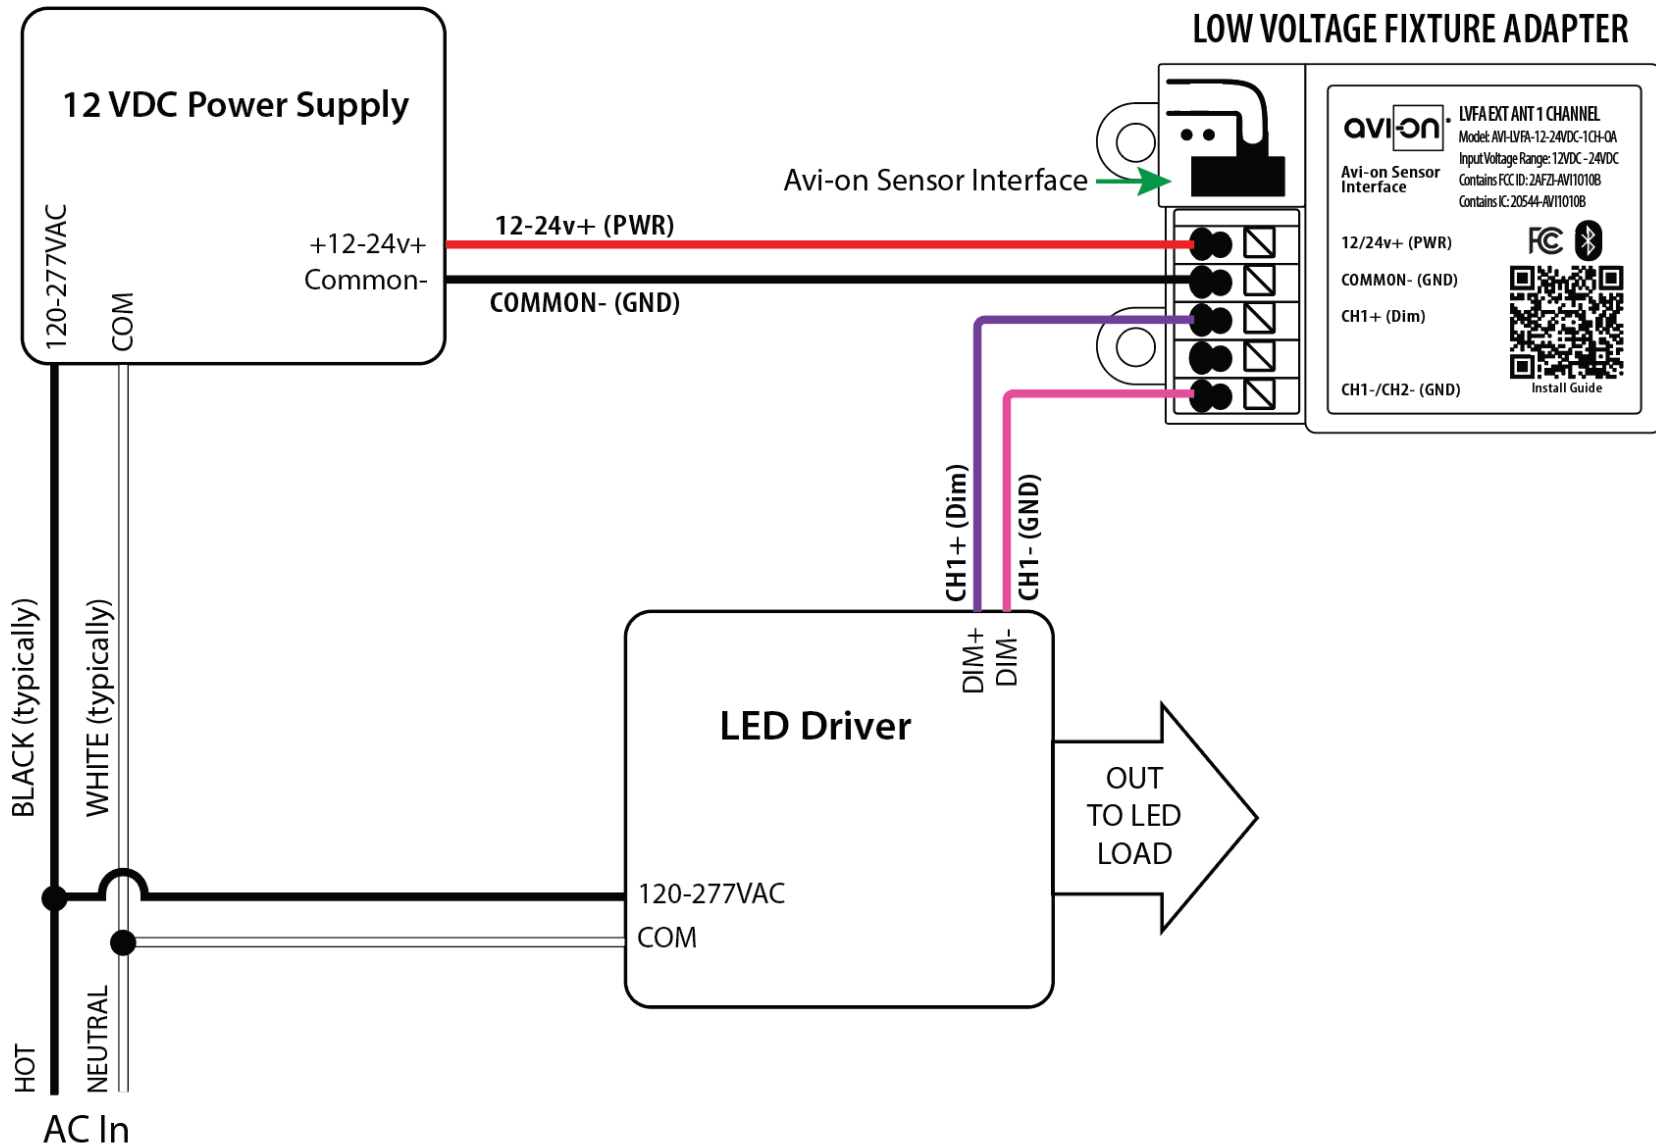 LOW VOLTAGE FIXTURE ADAPTER
12 VDC Power Supply
120-277VAC
COM
+12-24v+
Common-
12-24v+ (PWR)
COMMON- (GND)
Avi-on Sensor Interface
avi-on
LVFA EXT ANT 1 CHANNEL
Model: AVI-LVFA-12-24VDC-1CH-OA
Input Voltage Range: 12VDC - 24VDC
Contains FCC ID: 2AFZI-AVI1010B
Contains IC: 20544-AVI1010B
Avi-on Sensor
Interface
12/24v+ (PWR)
FC
COMMON- (GND)
CH1+ (Dim)
CH1-/CH2- (GND)
Install Guide
CH1+ (Dim)
CH1- (GND)
DIM+
DIM-
LED Driver
120-277VAC
COM
OUT
TO LED
LOAD
BLACK (typically)
WHITE (typically)
HOT
NEUTRAL
AC In